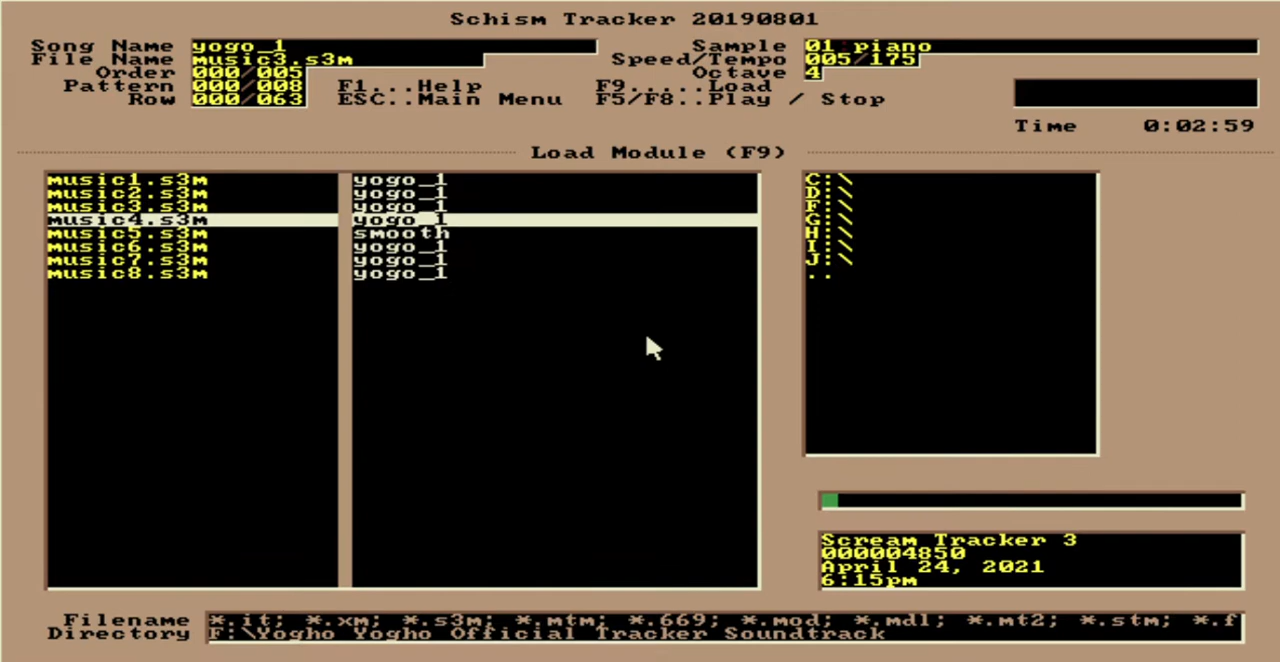 Schism Tracker 20190801
Song Name yogo_1
File Name music3.s3m
Order 000/005
Pattern 000/008
Row 000/063
F1...Help
ESC..Main Menu
F9.....Load
F5/F8..Play / Stop
Sample 01 piano
Speed/Tempo 005/175
Octave 4
Time 0:02:59
Load Module (F9)
music1.s3m yogo_1
music2.s3m yogo_1
music3.s3m yogo_1
music4.s3m yogo_1
music5.s3m smooth
music6.s3m yogo_1
music7.s3m yogo_1
music8.s3m yogo_1
C:\
D:\
F:\
G:\
H:\
I:\
J:\
..
Scream Tracker 3
000004850
April 24, 2021
6:15pm
Filename *.it; *.xm; *.s3m; *.mtm; *.669; *.mod; *.mdl; *.mt2; *.stm; *.f
Directory F:\Yogho Yogho Official Tracker Soundtrack